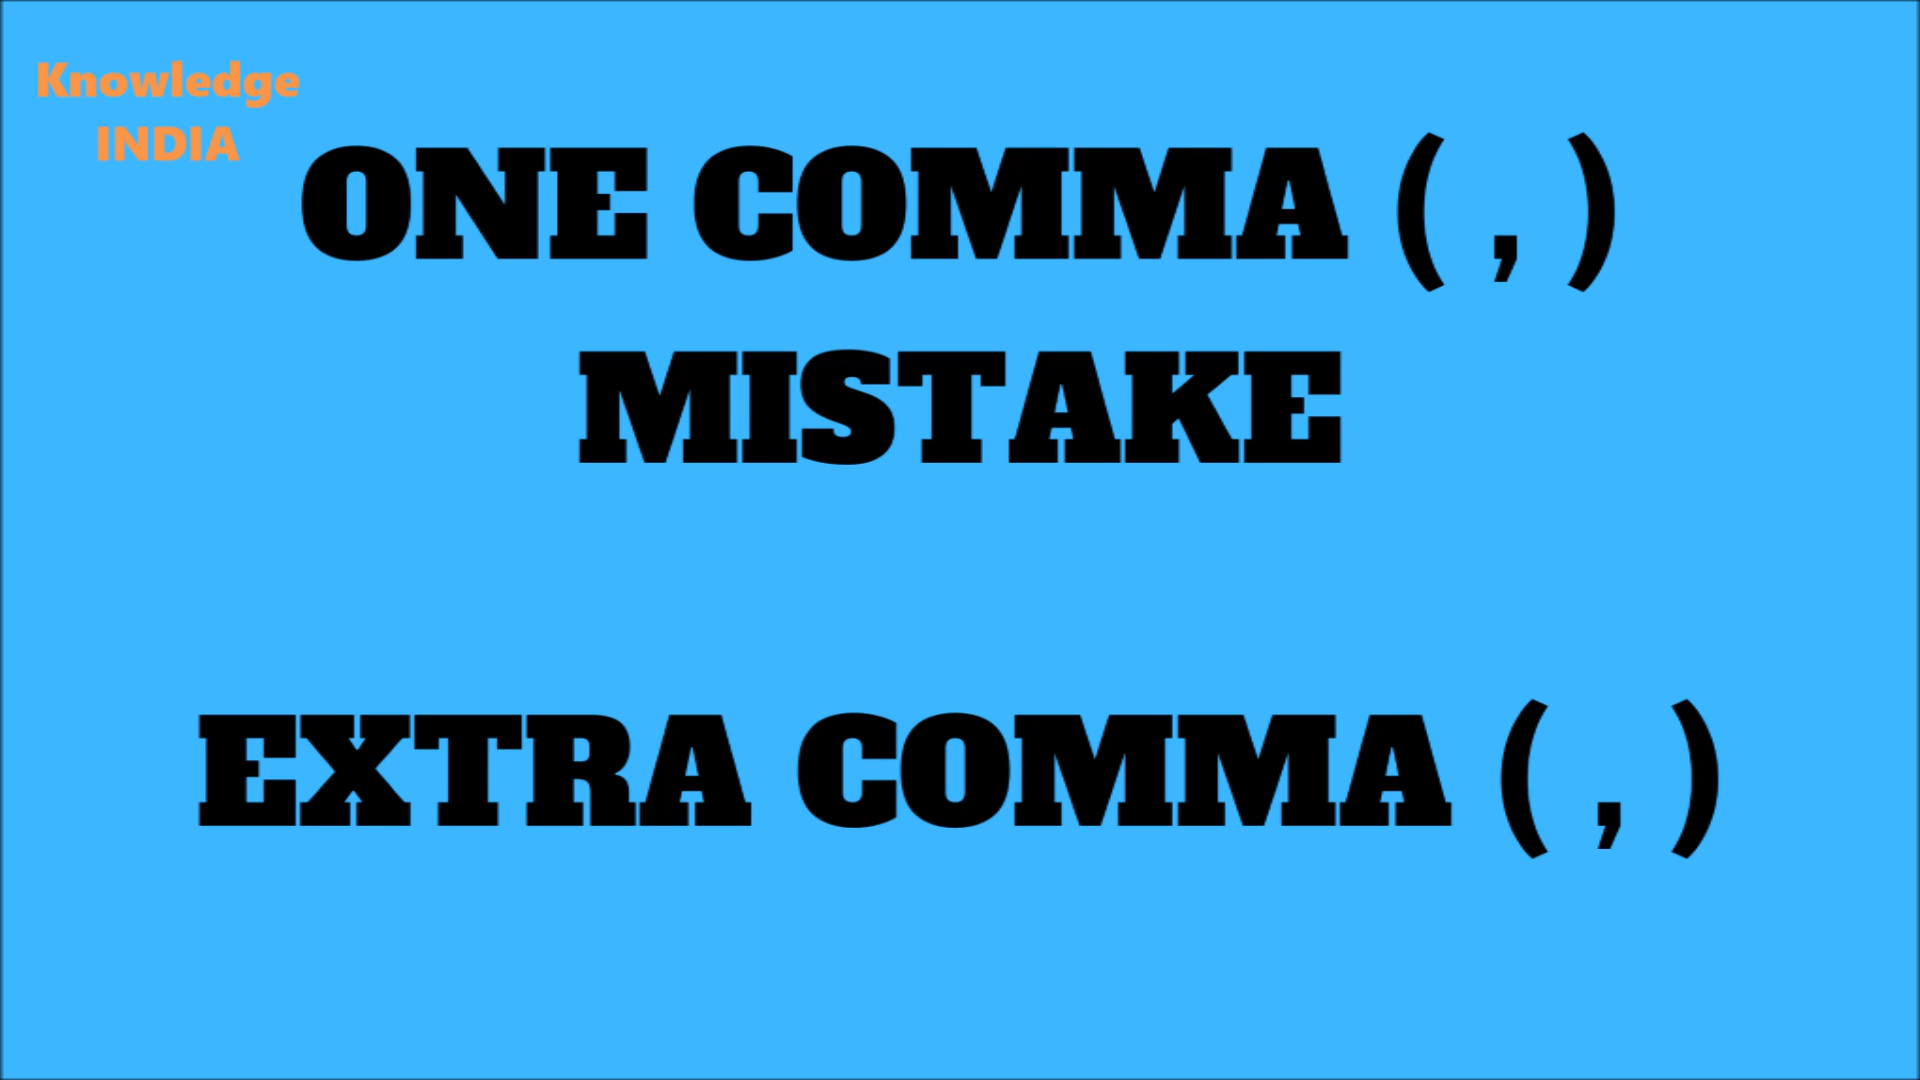 Knowledge
INDIA
ONE COMMA ( , )
MISTAKE
EXTRA COMMA ( , )